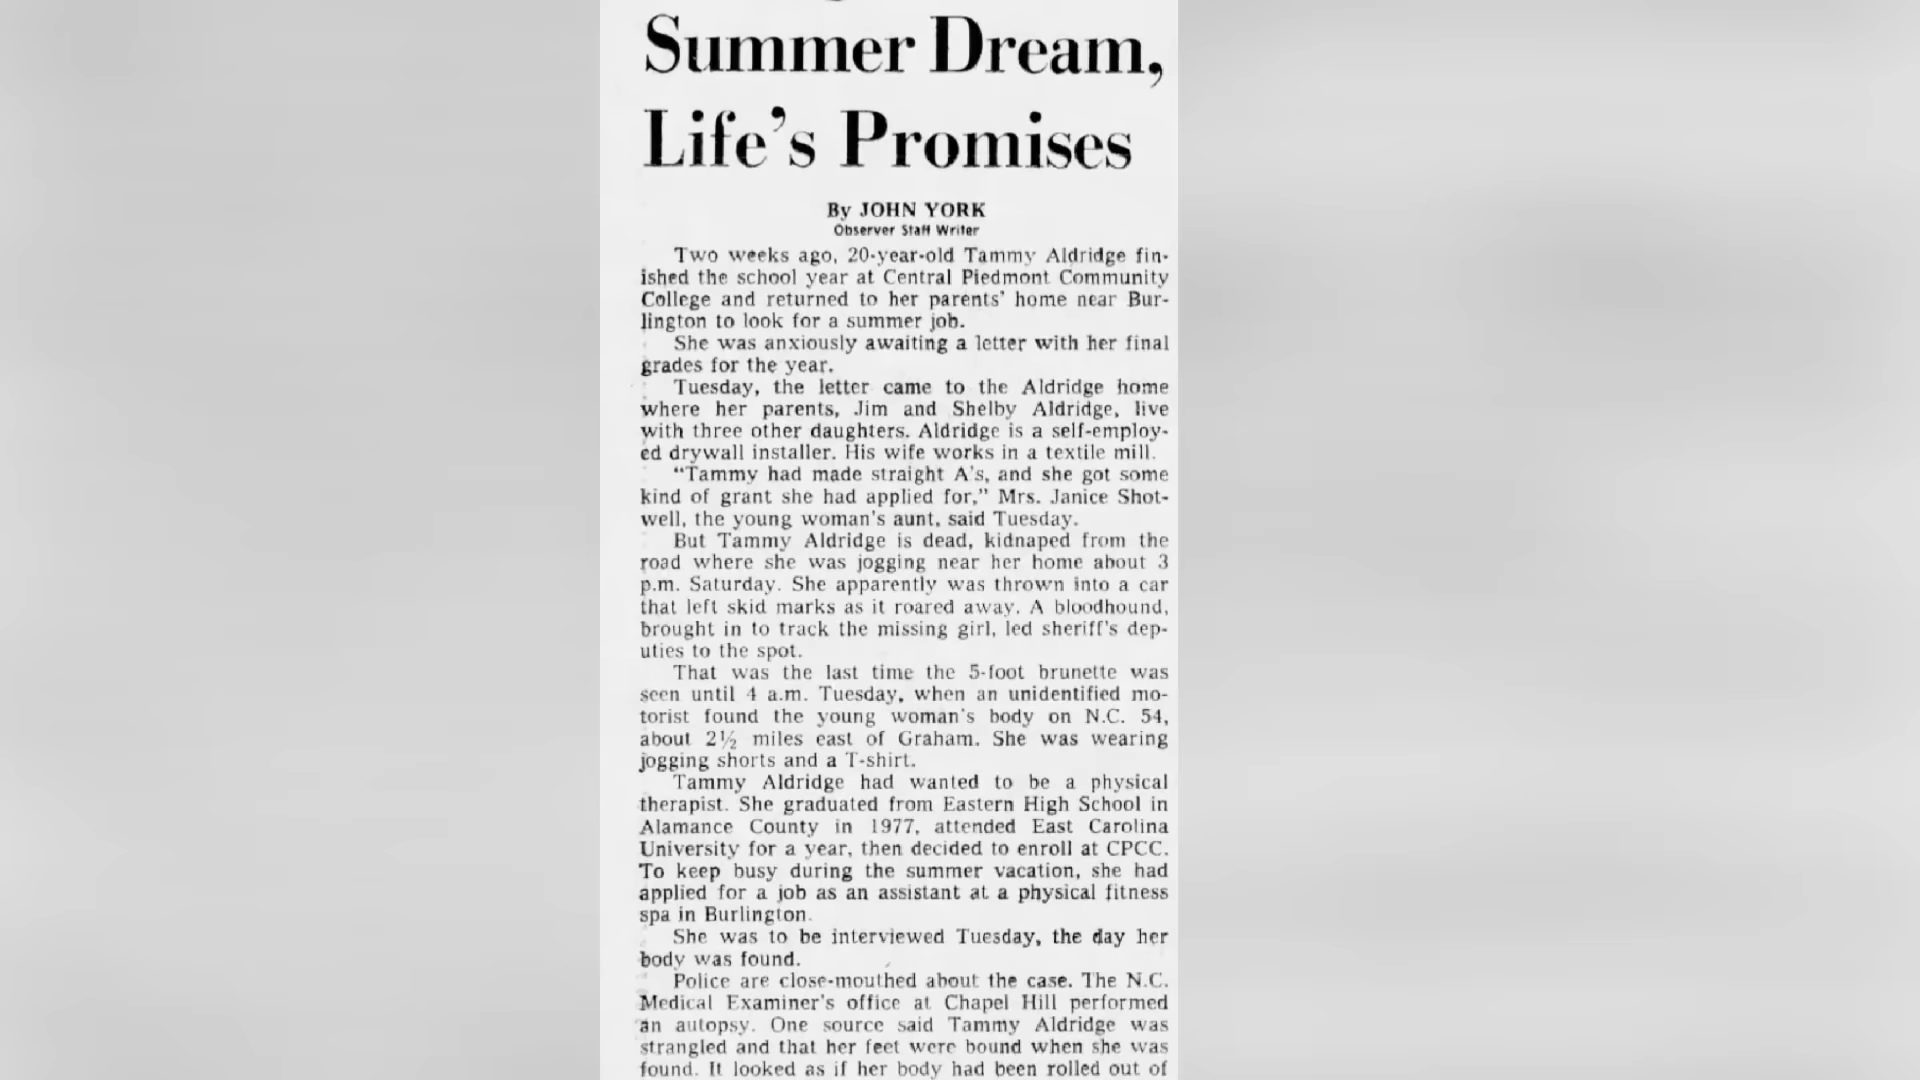 Summer Dream,
Life's Promises
By JOHN YORK
Observer Staff Writer
Two weeks ago, 20-year-old Tammy Aldridge fin-
ished the school year at Central Piedmont Community
College and returned to her parents' home near Bur-
lington to look for a summer job.
She was anxiously awaiting a letter with her final
grades for the year.
Tuesday, the letter came to the Aldridge home
where her parents, Jim and Shelby Aldridge, live
with three other daughters. Aldridge is a self-employ-
ed drywall installer. His wife works in a textile mill.
"Tammy had made straight A's, and she got some
kind of grant she had applied for," Mrs. Janice Shot-
well, the young woman's aunt, said Tuesday.
But Tammy Aldridge is dead, kidnaped from the
road where she was jogging near her home about 3
p.m. Saturday. She apparently was thrown into a car
that left skid marks as it roared away. A bloodhound,
brought in to track the missing girl, led sheriff's dep-
uties to the spot.
That was the last time the 5-foot brunette was
seen until 4 a.m. Tuesday, when an unidentified mo-
torist found the young woman's body on N.C. 54,
about 2½ miles east of Graham. She was wearing
jogging shorts and a T-shirt.
Tammy Aldridge had wanted to be a physical
therapist. She graduated from Eastern High School in
Alamance County in 1977, attended East Carolina
University for a year, then decided to enroll at CPCC.
To keep busy during the summer vacation, she had
applied for a job as an assistant at a physical fitness
spa in Burlington.
She was to be interviewed Tuesday, the day her
body was found.
Police are close-mouthed about the case. The N.C.
Medical Examiner's office at Chapel Hill performed
an autopsy. One source said Tammy Aldridge was
strangled and that her feet were bound when she was
found. It looked as if her body had been rolled out of